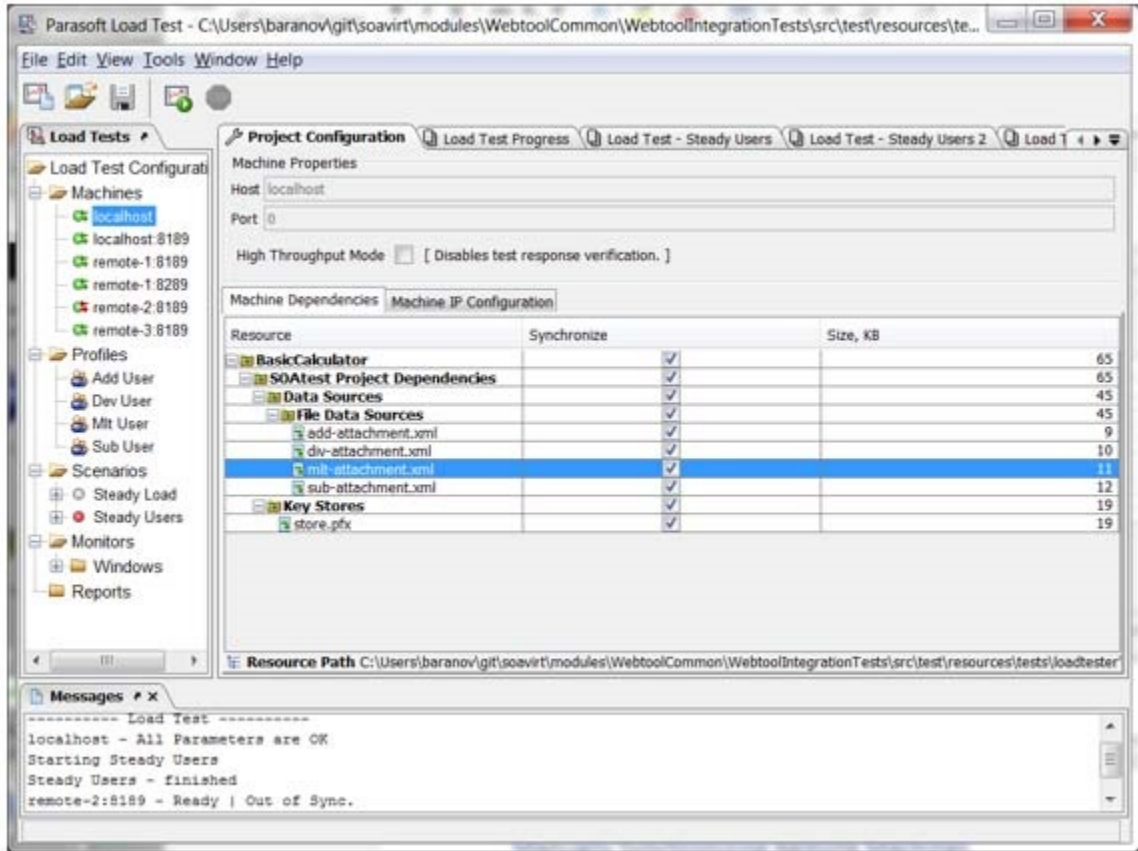 Parasoft Load Test - C:\Users\baranov\git\soavirt\modules\WebtoolCommon\WebtoolIntegrationTests\src\test\resources\te...
File Edit View Tools Window Help
Load Tests
Load Test Configurati
Machines
localhost
localhost:8189
remote-1:8189
remote-1:8289
remote-2:8189
remote-3:8189
Profiles
Add User
Dev User
Mlt User
Sub User
Scenarios
Steady Load
Steady Users
Monitors
Windows
Reports
Project Configuration Load Test Progress Load Test - Steady Users Load Test - Steady Users 2 Load T
Machine Properties
Host localhost
Port 0
High Throughput Mode [ Disables test response verification. ]
Machine Dependencies Machine IP Configuration
Resource Synchronize Size, KB
BasicCalculator 65
SOAtest Project Dependencies 65
Data Sources 45
File Data Sources 45
add-attachment.xml 9
div-attachment.xml 10
mlt-attachment.xml 11
sub-attachment.xml 12
Key Stores 19
store.pfx 19
Resource Path C:\Users\baranov\git\soavirt\modules\WebtoolCommon\WebtoolIntegrationTests\src\test\resources\tests\loadtester
Messages
---------- Load Test ----------
localhost - All Parameters are OK
Starting Steady Users
Steady Users - finished
remote-2:8189 - Ready | Out of Sync.